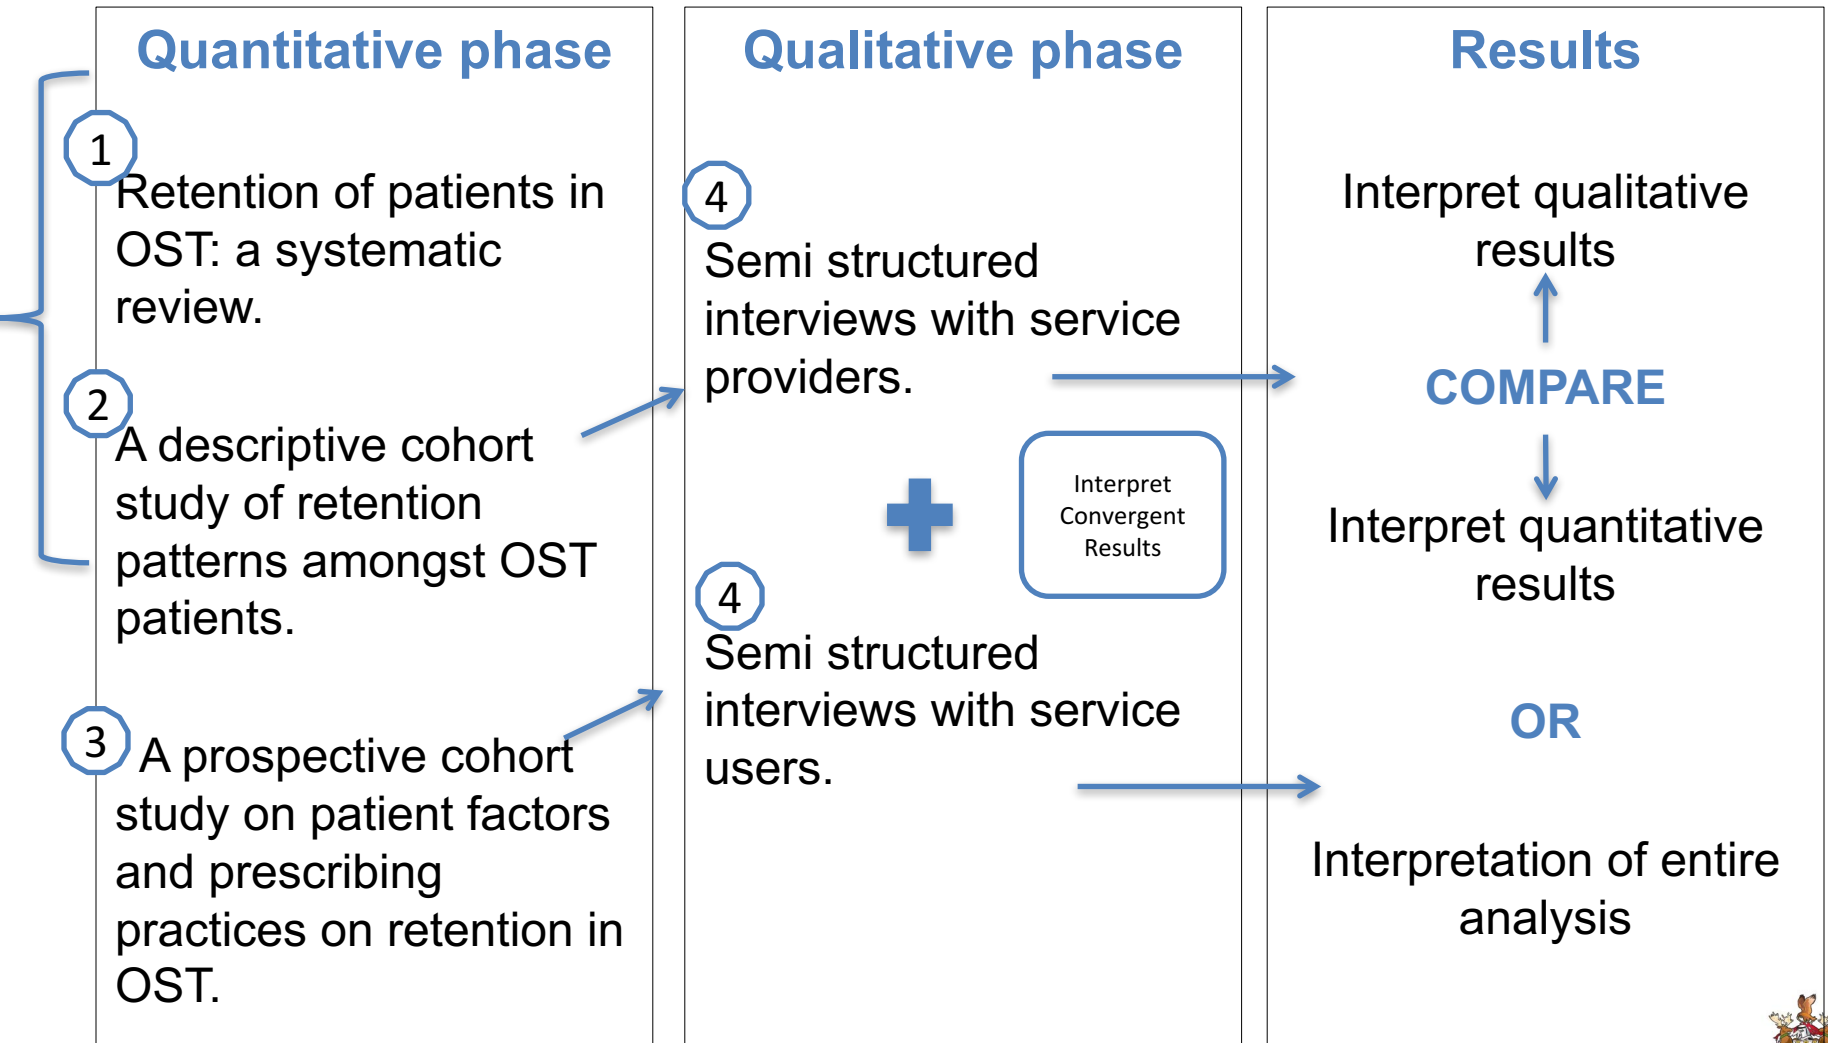 Quantitative phase
1
Retention of patients in
OST: a systematic
review.
2
A descriptive cohort
study of retention
patterns amongst OST
patients.
3
A prospective cohort
study on patient factors
and prescribing
practices on retention in
OST.
Qualitative phase
4
Semi structured
interviews with service
providers.
Interpret
Convergent
Results
4
Semi structured
interviews with service
users.
Results
Interpret qualitative
results
COMPARE
Interpret quantitative
results
OR
Interpretation of entire
analysis